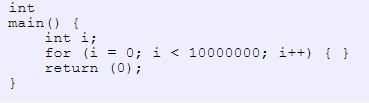 int
main() {
    int i;
    for (i = 0; i < 10000000; i++) { }
    return (0);
}